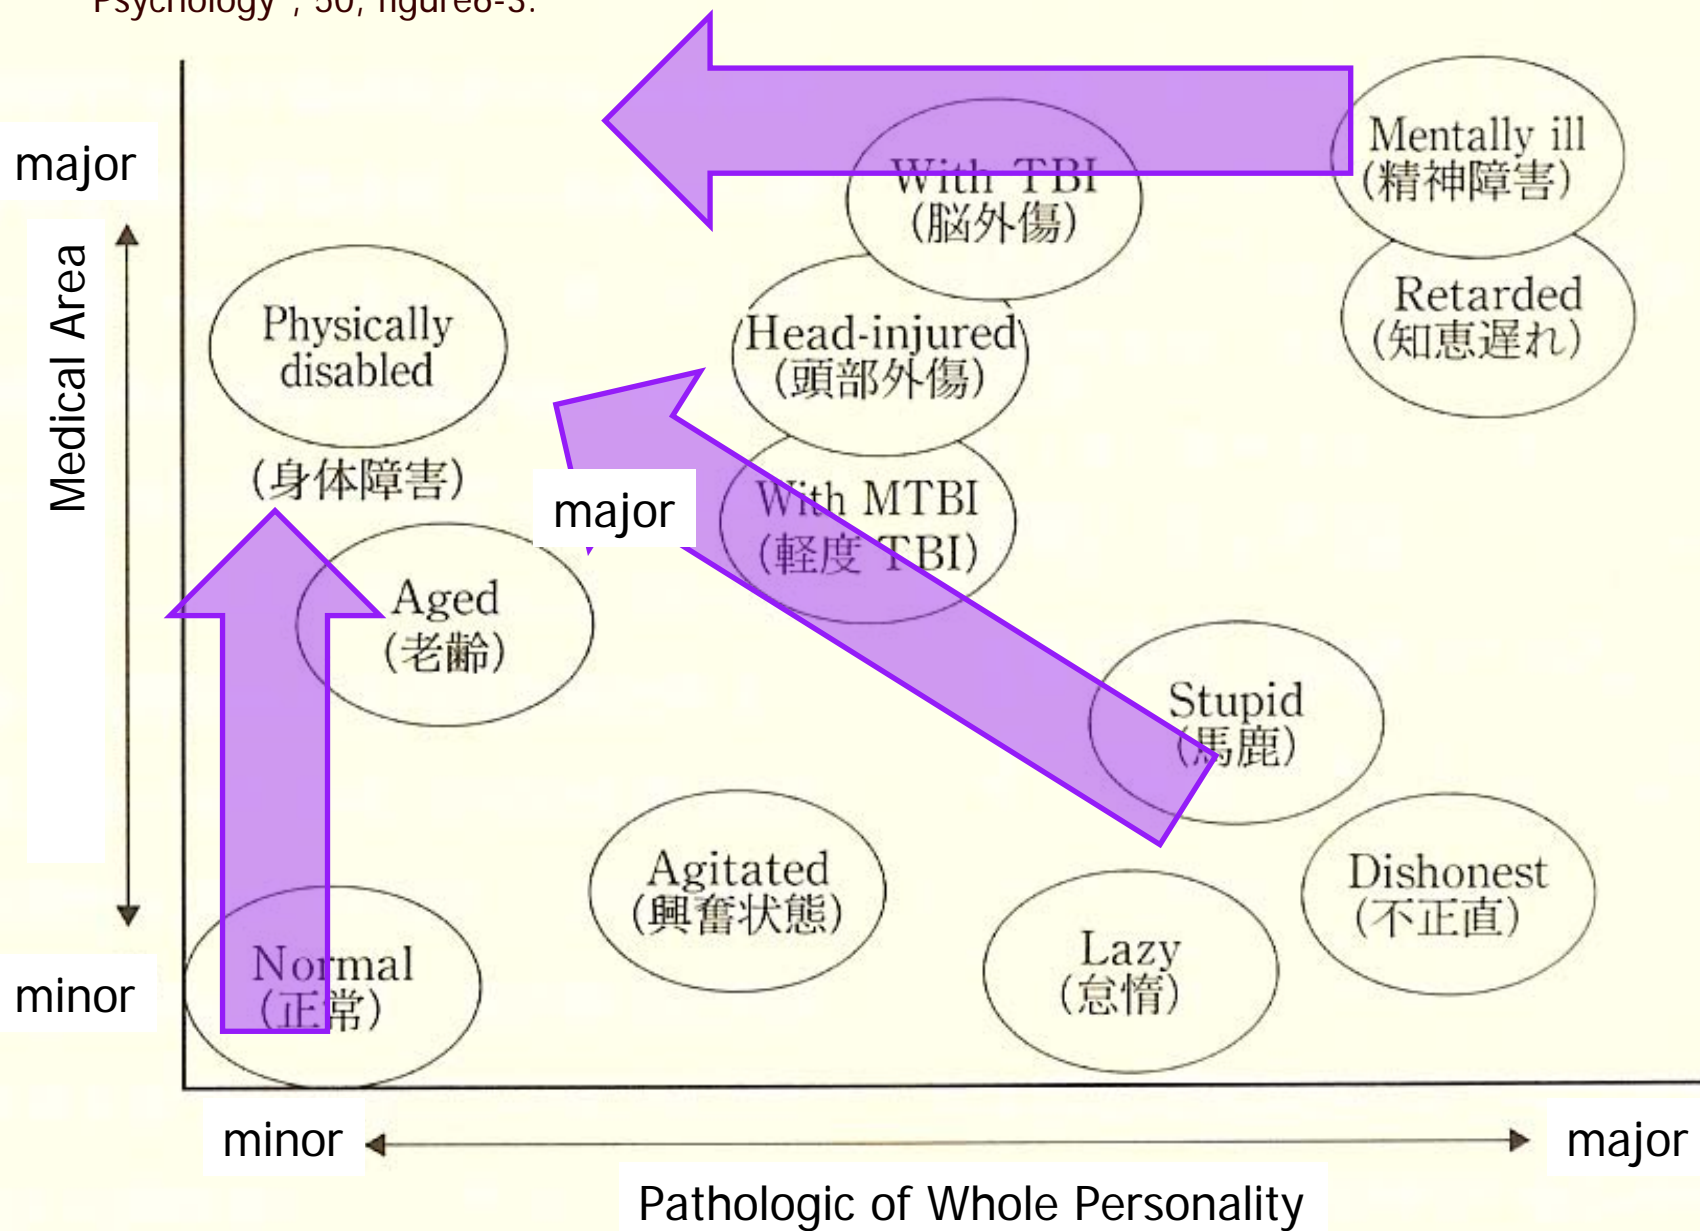 Psychology", 50, figure6-3.
major
Medical Area
minor
Mentally ill
(精神障害)
With TBI
(脳外傷)
Retarded
(知恵遅れ)
Physically
disabled
(身体障害)
Head-injured
(頭部外傷)
major
With MTBI
(軽度 TBI)
Aged
(老齢)
Stupid
(馬鹿)
Agitated
(興奮状態)
Dishonest
(不正直)
Lazy
(怠惰)
Normal
(正常)
minor
major
Pathologic of Whole Personality